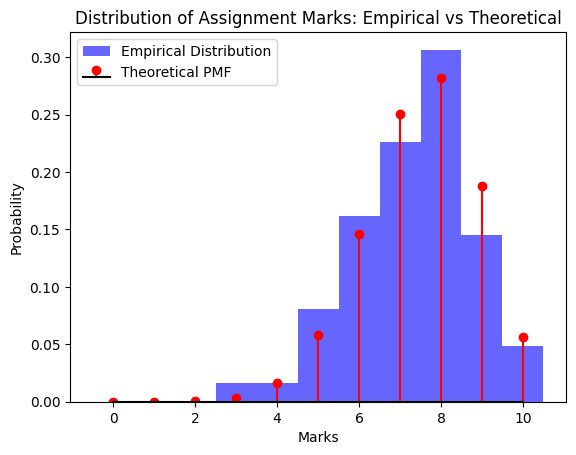 Distribution of Assignment Marks: Empirical vs Theoretical
Empirical Distribution
Theoretical PMF
0.30
0.25
0.20
0.15
0.10
0.05
0.00
Probability
0 2 4 6 8 10
Marks